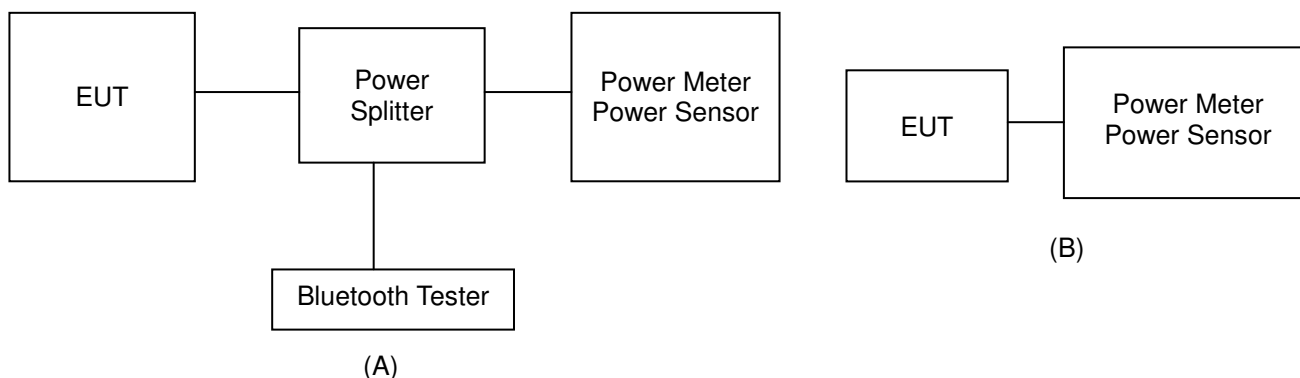 EUT
Power
Splitter
Power Meter
Power Sensor
Bluetooth Tester
(A)
EUT
Power Meter
Power Sensor
(B)